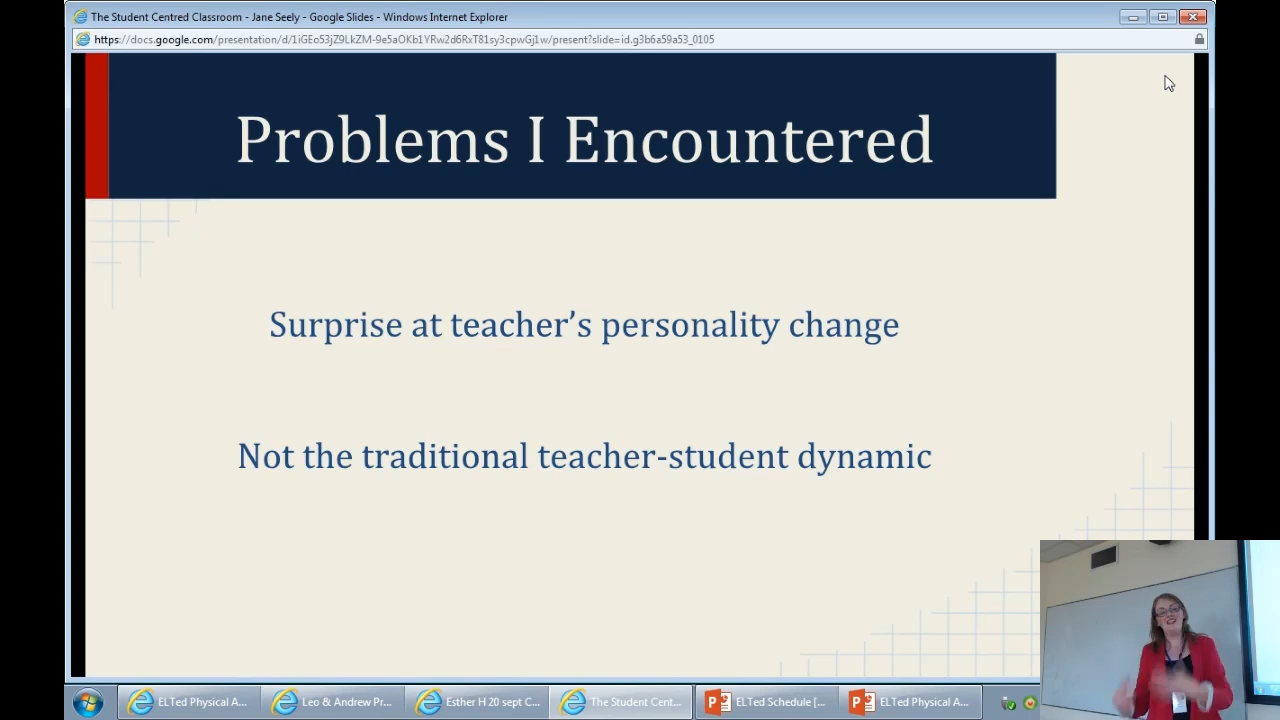 The Student Centred Classroom - Jane Seely - Google Slides - Windows Internet Explorer
https://docs.google.com/presentation/d/1iGEo53jZ9LkZM-9e5aOKb1YRw2d6RxT81sy3cpwGj1w/present?slide=id.g3b6a59a53_0105
Problems I Encountered
Surprise at teacher’s personality change
Not the traditional teacher-student dynamic
ELTed Physical A... Leo & Andrew Pr... Esther H 20 sept C... The Student Cent... ELTed Schedule [... ELTed Physical A...